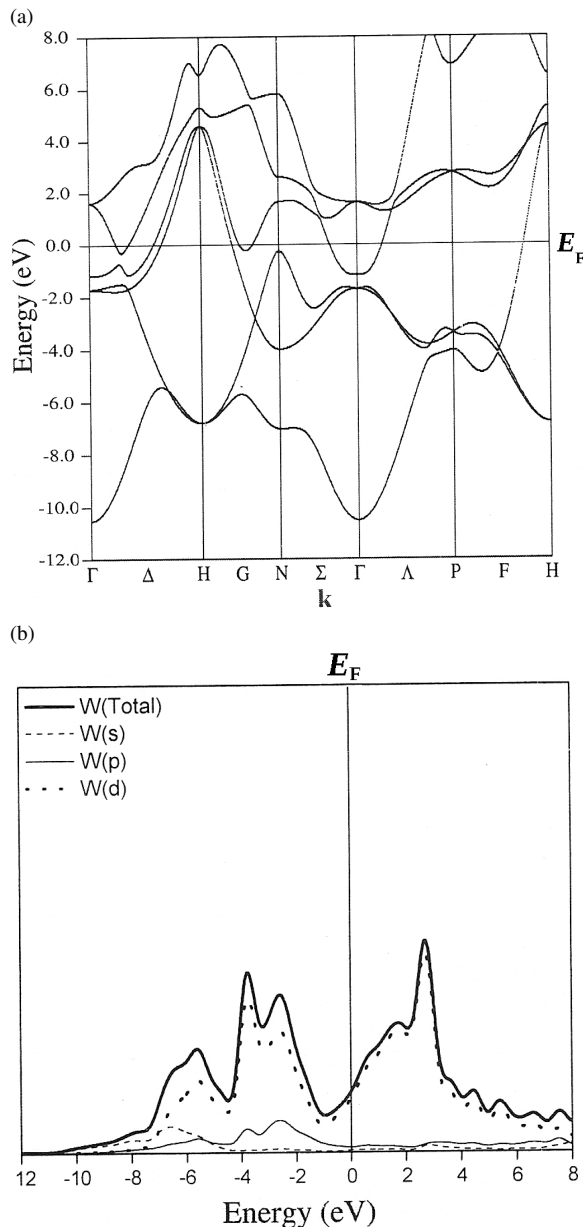 (a)
8.0
6.0
4.0
2.0
0.0
-2.0
-4.0
-6.0
-8.0
-10.0
-12.0
Energy (eV)
E_F
Γ Δ H G N Σ Γ Λ P F H
k
(b)
E_F
W(Total)
W(s)
W(p)
W(d)
12 -10 -8 -6 -4 -2 0 2 4 6 8
Energy (eV)